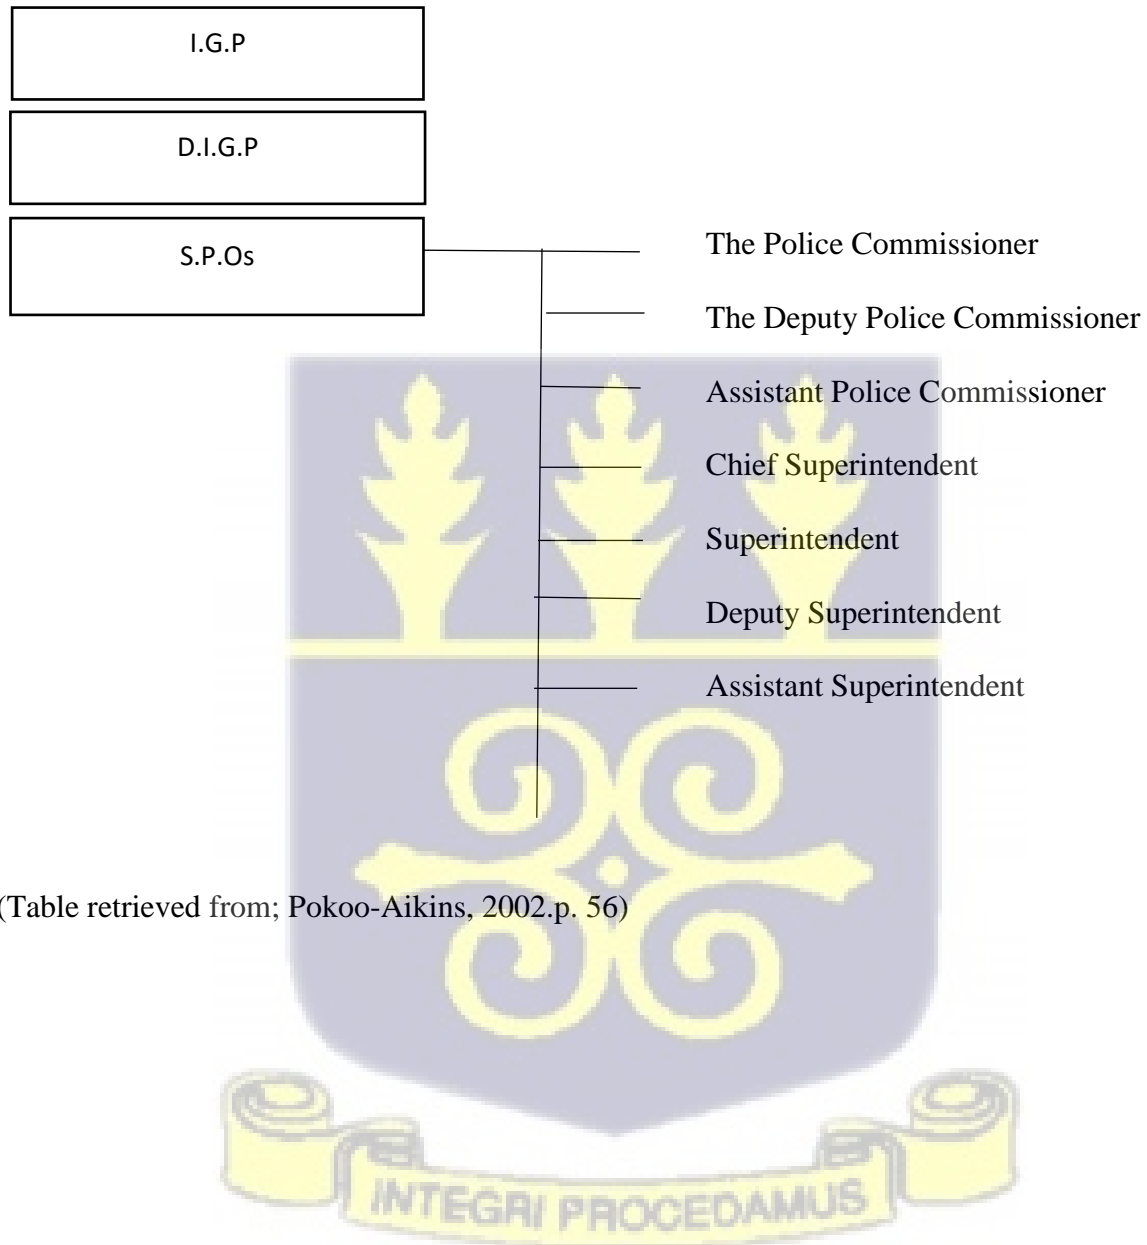 I.G.P
D.I.G.P
S.P.Os
The Police Commissioner
The Deputy Police Commissioner
Assistant Police Commissioner
Chief Superintendent
Superintendent
Deputy Superintendent
Assistant Superintendent
(Table retrieved from; Pokoo-Aikins, 2002.p. 56)
INTEGRI PROCEDAMUS